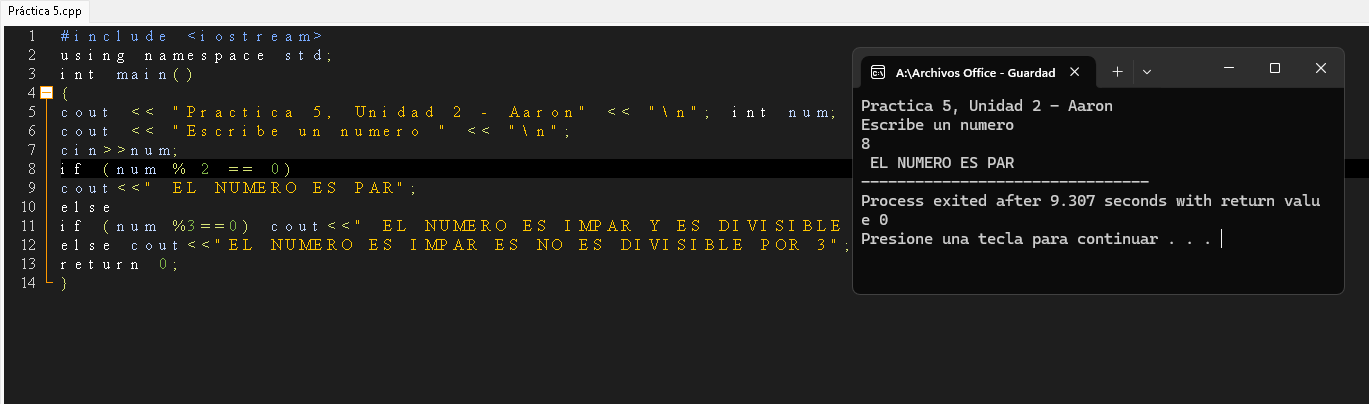 Práctica 5.cpp
1 #include <iostream>
2 using namespace std;
3 int main()
4 {
5 cout << "Practica 5, Unidad 2 - Aaron" << "\n"; int num;
6 cout << "Escribe un numero " << "\n";
7 cin>>num;
8 if (num % 2 == 0)
9 cout<<" EL NUMERO ES PAR";
10 else
11 if (num %3==0) cout<<" EL NUMERO ES IMPAR Y ES DIVISIBLE
12 else cout<<"EL NUMERO ES IMPAR ES NO ES DIVISIBLE POR 3";
13 return 0;
14 }
A:\Archivos Office - Guardad
Practica 5, Unidad 2 - Aaron
Escribe un numero
8
EL NUMERO ES PAR
--------------------------------
Process exited after 9.307 seconds with return valu
e 0
Presione una tecla para continuar . . .